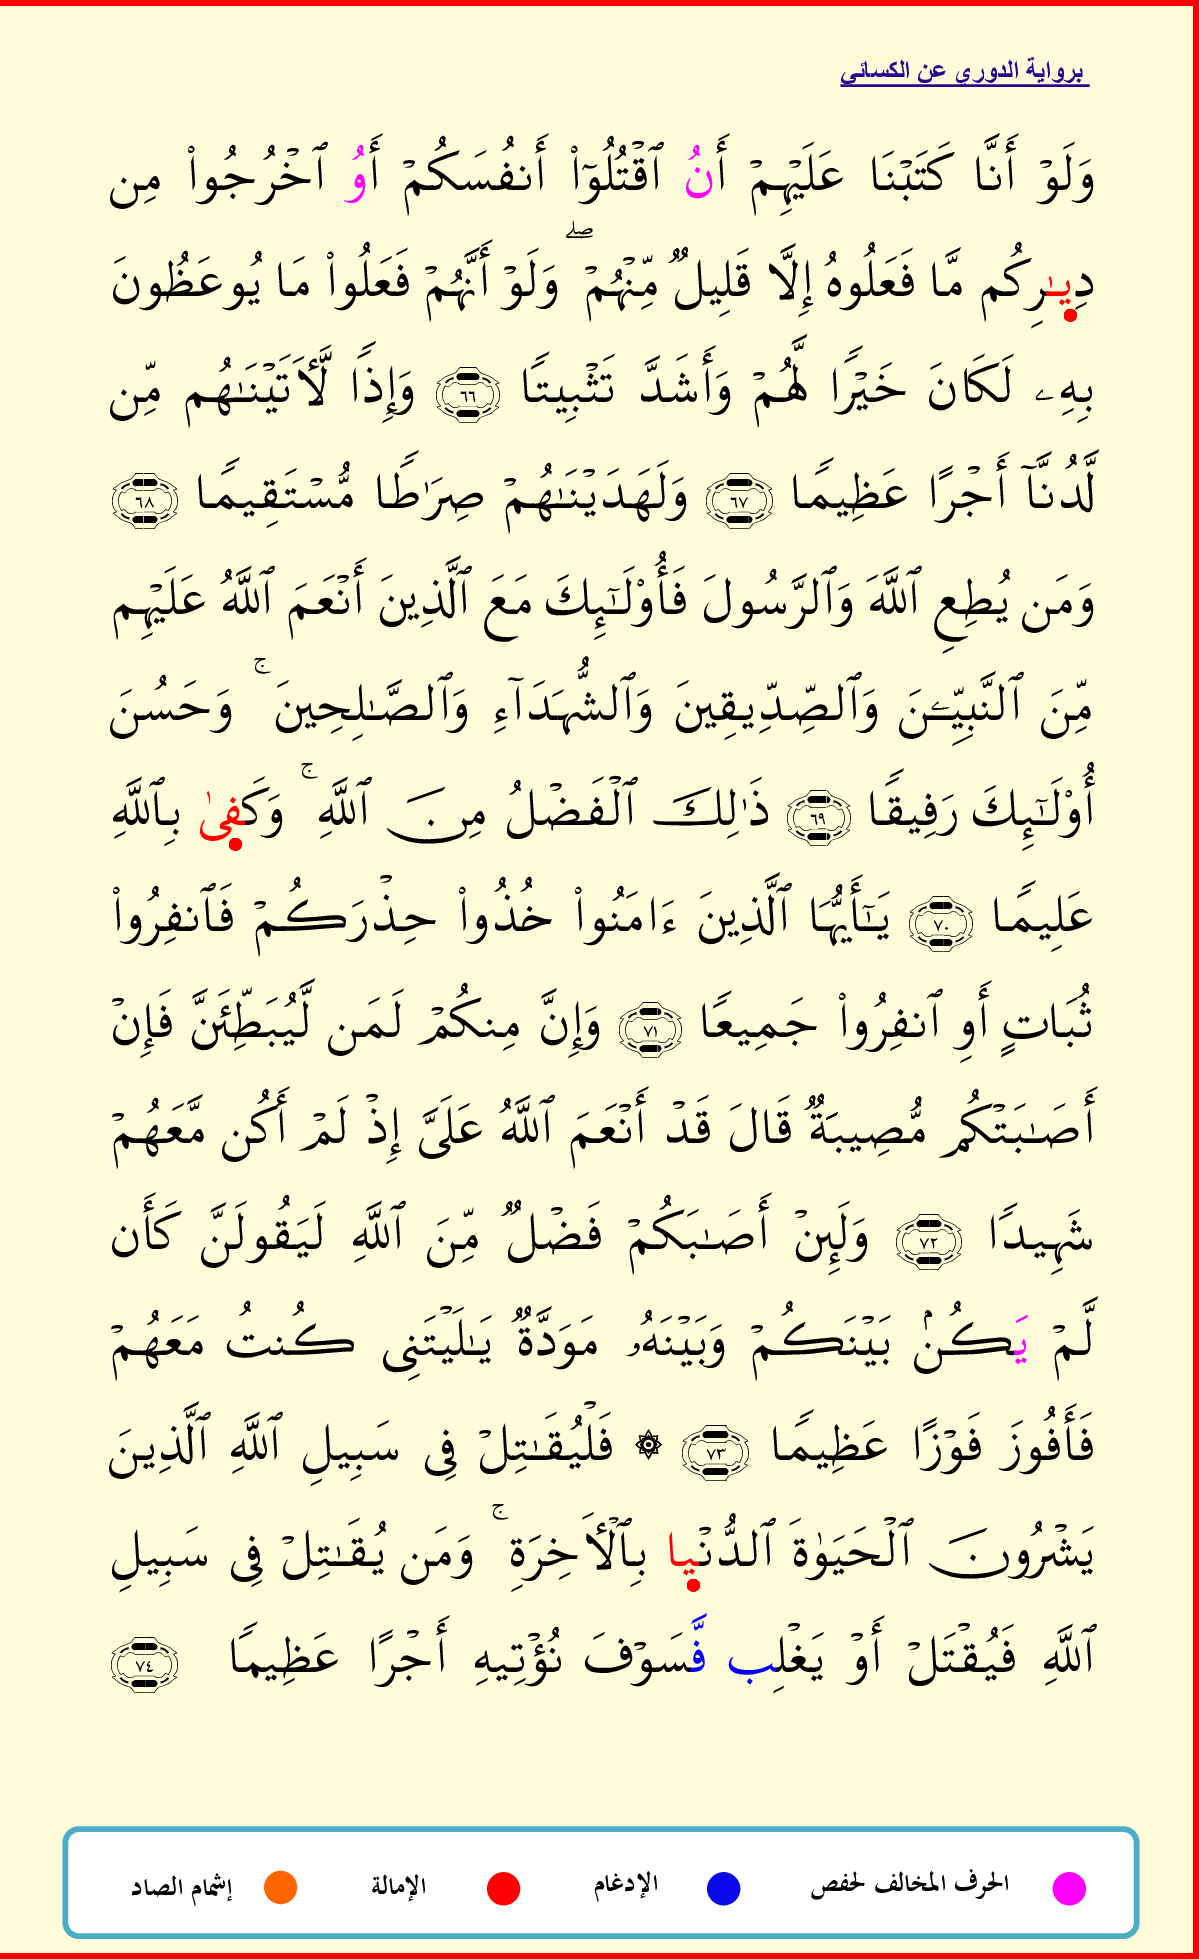 برواية الدوري عن الكسائي
وَلَوۡ أَنَّا كَتَبۡنَا عَلَيۡهِمۡ أَنُ ٱقۡتُلُوٓاْ أَنفُسَكُمۡ أَوُ ٱخۡرُجُواْ مِن
دِيَٰرِكُم مَّا فَعَلُوهُ إِلَّا قَلِيلٞ مِّنۡهُمۡۖ وَلَوۡ أَنَّهُمۡ فَعَلُواْ مَا يُوعَظُونَ
بِهِۦ لَكَانَ خَيۡرٗا لَّهُمۡ وَأَشَدَّ تَثۡبِيتٗا ٦٦ وَإِذٗا لَّأٓتَيۡنَٰهُم مِّن
لَّدُنَّآ أَجۡرًا عَظِيمٗا ٦٧ وَلَهَدَيۡنَٰهُمۡ صِرَٰطٗا مُّسۡتَقِيمٗا ٦٨
وَمَن يُطِعِ ٱللَّهَ وَٱلرَّسُولَ فَأُوْلَٰٓئِكَ مَعَ ٱلَّذِينَ أَنۡعَمَ ٱللَّهُ عَلَيۡهِم
مِّنَ ٱلنَّبِيِّـۧنَ وَٱلصِّدِّيقِينَ وَٱلشُّهَدَآءِ وَٱلصَّٰلِحِينَۚ وَحَسُنَ
أُوْلَٰٓئِكَ رَفِيقٗا ٦٩ ذَٰلِكَ ٱلۡفَضۡلُ مِنَ ٱللَّهِۚ وَكَفِىٰ بِٱللَّهِ
عَلِيمٗا ٧٠ يَٰٓأَيُّهَا ٱلَّذِينَ ءَامَنُواْ خُذُواْ حِذۡرَكُمۡ فَٱنفِرُواْ
ثُبَاتٍ أَوِ ٱنفِرُواْ جَمِيعٗا ٧١ وَإِنَّ مِنكُمۡ لَمَن لَّيُبَطِّئَنَّ فَإِنۡ
أَصَٰبَتۡكُم مُّصِيبَةٞ قَالَ قَدۡ أَنۡعَمَ ٱللَّهُ عَلَيَّ إِذۡ لَمۡ أَكُن مَّعَهُمۡ
شَهِيدٗا ٧٢ وَلَئِنۡ أَصَٰبَكُمۡ فَضۡلٞ مِّنَ ٱللَّهِ لَيَقُولَنَّ كَأَن
لَّمۡ يَكُنۢ بَيۡنَكُمۡ وَبَيۡنَهُۥ مَوَدَّةٞ يَٰلَيۡتَنِي كُنتُ مَعَهُمۡ
فَأَفُوزَ فَوۡزًا عَظِيمٗا ٧٣ ۞ فَلۡيُقَٰتِلۡ فِي سَبِيلِ ٱللَّهِ ٱلَّذِينَ
يَشۡرُونَ ٱلۡحَيَوٰةَ ٱلدُّنۡيِا بِٱلۡأٓخِرَةِۚ وَمَن يُقَٰتِلۡ فِي سَبِيلِ
ٱللَّهِ فَيُقۡتَلۡ أَوۡ يَغۡلِب فَّسَوۡفَ نُؤۡتِيهِ أَجۡرًا عَظِيمٗا ٧٤
الحرف المخالف لحفص الإدغام الإمالة إشمام الصاد